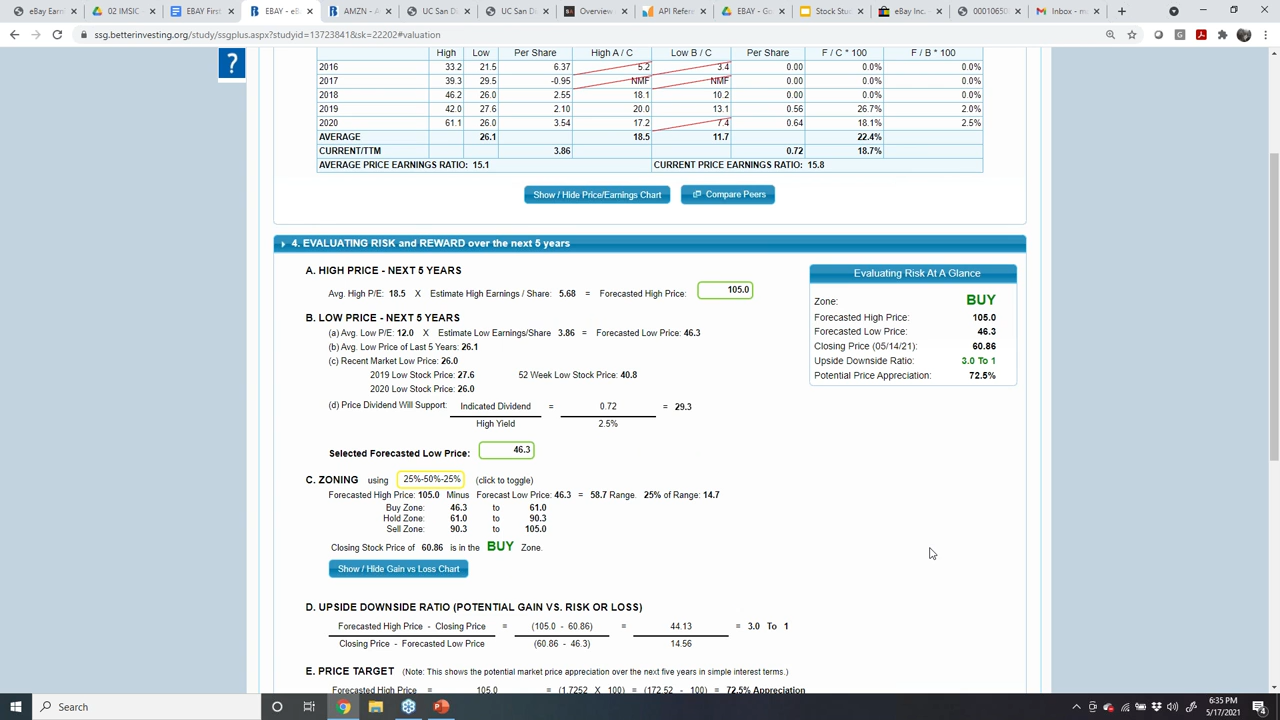 eBay Earn
02 IMSIC
EBAY First
EBAY - eB
AMZN - A
UC San Di
UC San Di
Overview
API Refer
EBAY - Go
Stock Stu
eBay Inc.
00010650
Inbox - m
ssg.betterinvesting.org/study/ssgplus.aspx?studyid=13723841&sk=22202#valuation
?
High Low Per Share High A / C Low B / C Per Share F / C * 100 F / B * 100
2016 33.2 21.5 6.37 5.2 3.4 0.00 0.0% 0.0%
2017 39.3 29.5 -0.95 NMF NMF 0.00 0.0% 0.0%
2018 46.2 26.0 2.55 18.1 10.2 0.00 0.0% 0.0%
2019 42.0 27.6 2.10 20.0 13.1 0.56 26.7% 2.0%
2020 61.1 26.0 3.54 17.2 7.4 0.64 18.1% 2.5%
AVERAGE 26.1 18.5 11.7 22.4%
CURRENT/TTM 3.86 0.72 18.7%
AVERAGE PRICE EARNINGS RATIO: 15.1 CURRENT PRICE EARNINGS RATIO: 15.8
Show / Hide Price/Earnings Chart Compare Peers
4. EVALUATING RISK and REWARD over the next 5 years
A. HIGH PRICE - NEXT 5 YEARS
Avg. High P/E: 18.5 X Estimate High Earnings / Share: 5.68 = Forecasted High Price: 105.0
B. LOW PRICE - NEXT 5 YEARS
(a) Avg. Low P/E: 12.0 X Estimate Low Earnings/Share 3.86 = Forecasted Low Price: 46.3
(b) Avg. Low Price of Last 5 Years: 26.1
(c) Recent Market Low Price: 26.0
2019 Low Stock Price: 27.6 52 Week Low Stock Price: 40.8
2020 Low Stock Price: 26.0
(d) Price Dividend Will Support: Indicated Dividend = 0.72 = 29.3
High Yield 2.5%
Selected Forecasted Low Price: 46.3
C. ZONING using 25%-50%-25% (click to toggle)
Forecasted High Price: 105.0 Minus Forecast Low Price: 46.3 = 58.7 Range. 25% of Range: 14.7
Buy Zone: 46.3 to 61.0
Hold Zone: 61.0 to 90.3
Sell Zone: 90.3 to 105.0
Closing Stock Price of 60.86 is in the BUY Zone.
Show / Hide Gain vs Loss Chart
D. UPSIDE DOWNSIDE RATIO (POTENTIAL GAIN VS. RISK OR LOSS)
Forecasted High Price - Closing Price = (105.0 - 60.86) = 44.13 = 3.0 To 1
Closing Price - Forecasted Low Price (60.86 - 46.3) 14.56
E. PRICE TARGET (Note: This shows the potential market price appreciation over the next five years in simple interest terms.)
Forecasted High Price = 105.0 = (1.7252 X 100) = (172.52 - 100) = 72.5% Appreciation
Evaluating Risk At A Glance
Zone: BUY
Forecasted High Price: 105.0
Forecasted Low Price: 46.3
Closing Price (05/14/21): 60.86
Upside Downside Ratio: 3.0 To 1
Potential Price Appreciation: 72.5%
Search
6:35 PM
5/17/2021
4